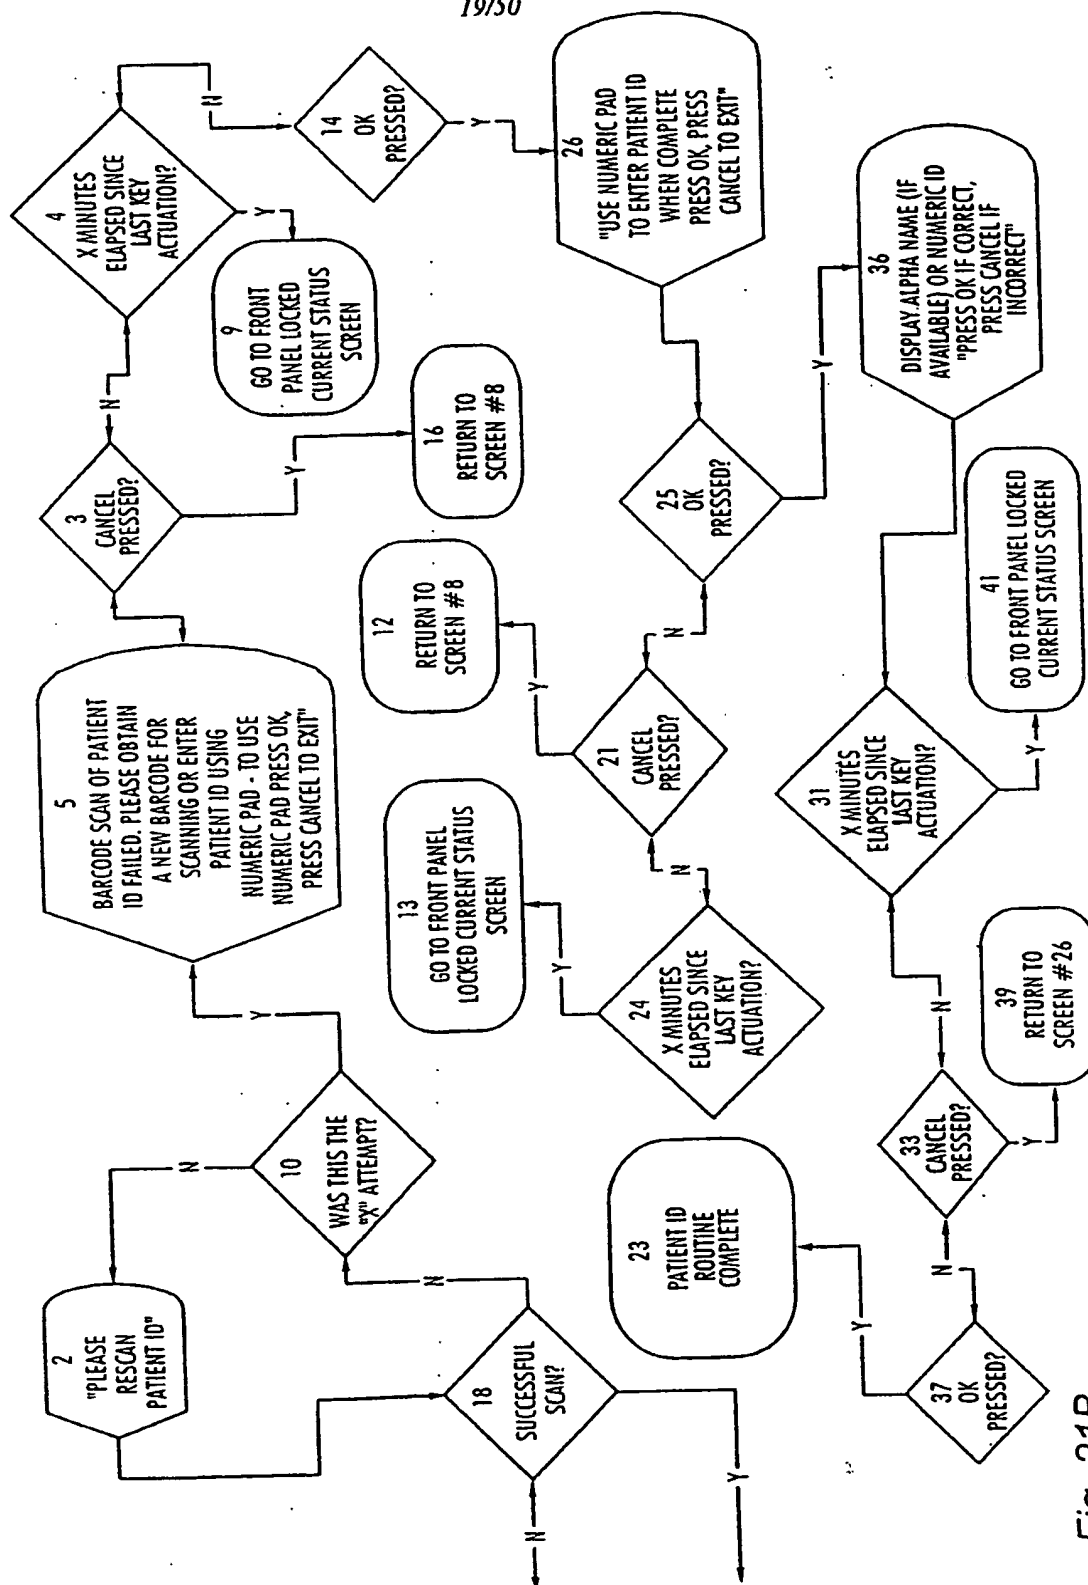 19/50
2
"PLEASE
RESCAN
PATIENT ID"
18
SUCCESSFUL
SCAN?
N
Y
N
10
WAS THIS THE
"X" ATTEMPT?
N
Y
5
BARCODE SCAN OF PATIENT
ID FAILED. PLEASE OBTAIN
A NEW BARCODE FOR
SCANNING OR ENTER
PATIENT ID USING
NUMERIC PAD - TO USE
NUMERIC PAD PRESS OK,
PRESS CANCEL TO EXIT"
3
CANCEL
PRESSED?
N
Y
16
RETURN TO
SCREEN #8
4
X MINUTES
ELAPSED SINCE
LAST KEY
ACTUATION?
Y
N
9
GO TO FRONT
PANEL LOCKED
CURRENT STATUS
SCREEN
14
OK
PRESSED?
Y
26
"USE NUMERIC PAD
TO ENTER PATIENT ID
WHEN COMPLETE
PRESS OK, PRESS
CANCEL TO EXIT"
25
OK
PRESSED?
N
Y
21
CANCEL
PRESSED?
Y
N
12
RETURN TO
SCREEN #8
24
X MINUTES
ELAPSED SINCE
LAST KEY
ACTUATION?
Y
13
GO TO FRONT PANEL
LOCKED CURRENT STATUS
SCREEN
36
DISPLAY ALPHA NAME (IF
AVAILABLE) OR NUMERIC ID
"PRESS OK IF CORRECT,
PRESS CANCEL IF
INCORRECT"
31
X MINUTES
ELAPSED SINCE
LAST KEY
ACTUATION?
Y
N
41
GO TO FRONT PANEL LOCKED
CURRENT STATUS SCREEN
33
CANCEL
PRESSED?
Y
N
39
RETURN TO
SCREEN #26
37
OK
PRESSED?
Y
23
PATIENT ID
ROUTINE
COMPLETE